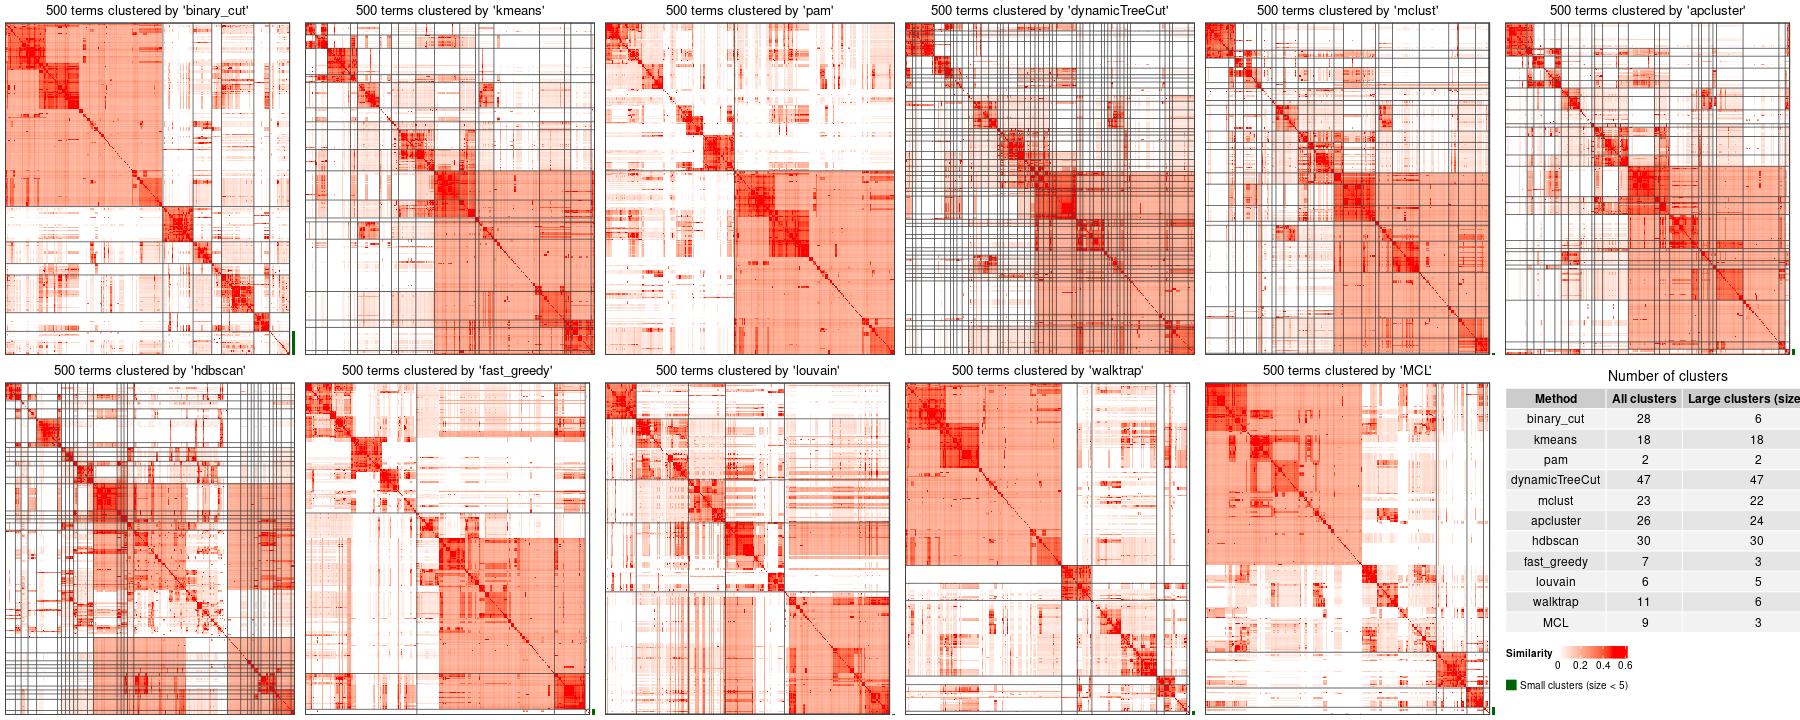 500 terms clustered by 'binary_cut'
500 terms clustered by 'kmeans'
500 terms clustered by 'pam'
500 terms clustered by 'dynamicTreeCut'
500 terms clustered by 'mclust'
500 terms clustered by 'apcluster'
500 terms clustered by 'hdbscan'
500 terms clustered by 'fast_greedy'
500 terms clustered by 'louvain'
500 terms clustered by 'walktrap'
500 terms clustered by 'MCL'
Number of clusters
Method All clusters Large clusters (size
binary_cut 28 6
kmeans 18 18
pam 2 2
dynamicTreeCut 47 47
mclust 23 22
apcluster 26 24
hdbscan 30 30
fast_greedy 7 3
louvain 6 5
walktrap 11 6
MCL 9 3
Similarity
0 0.2 0.4 0.6
Small clusters (size < 5)